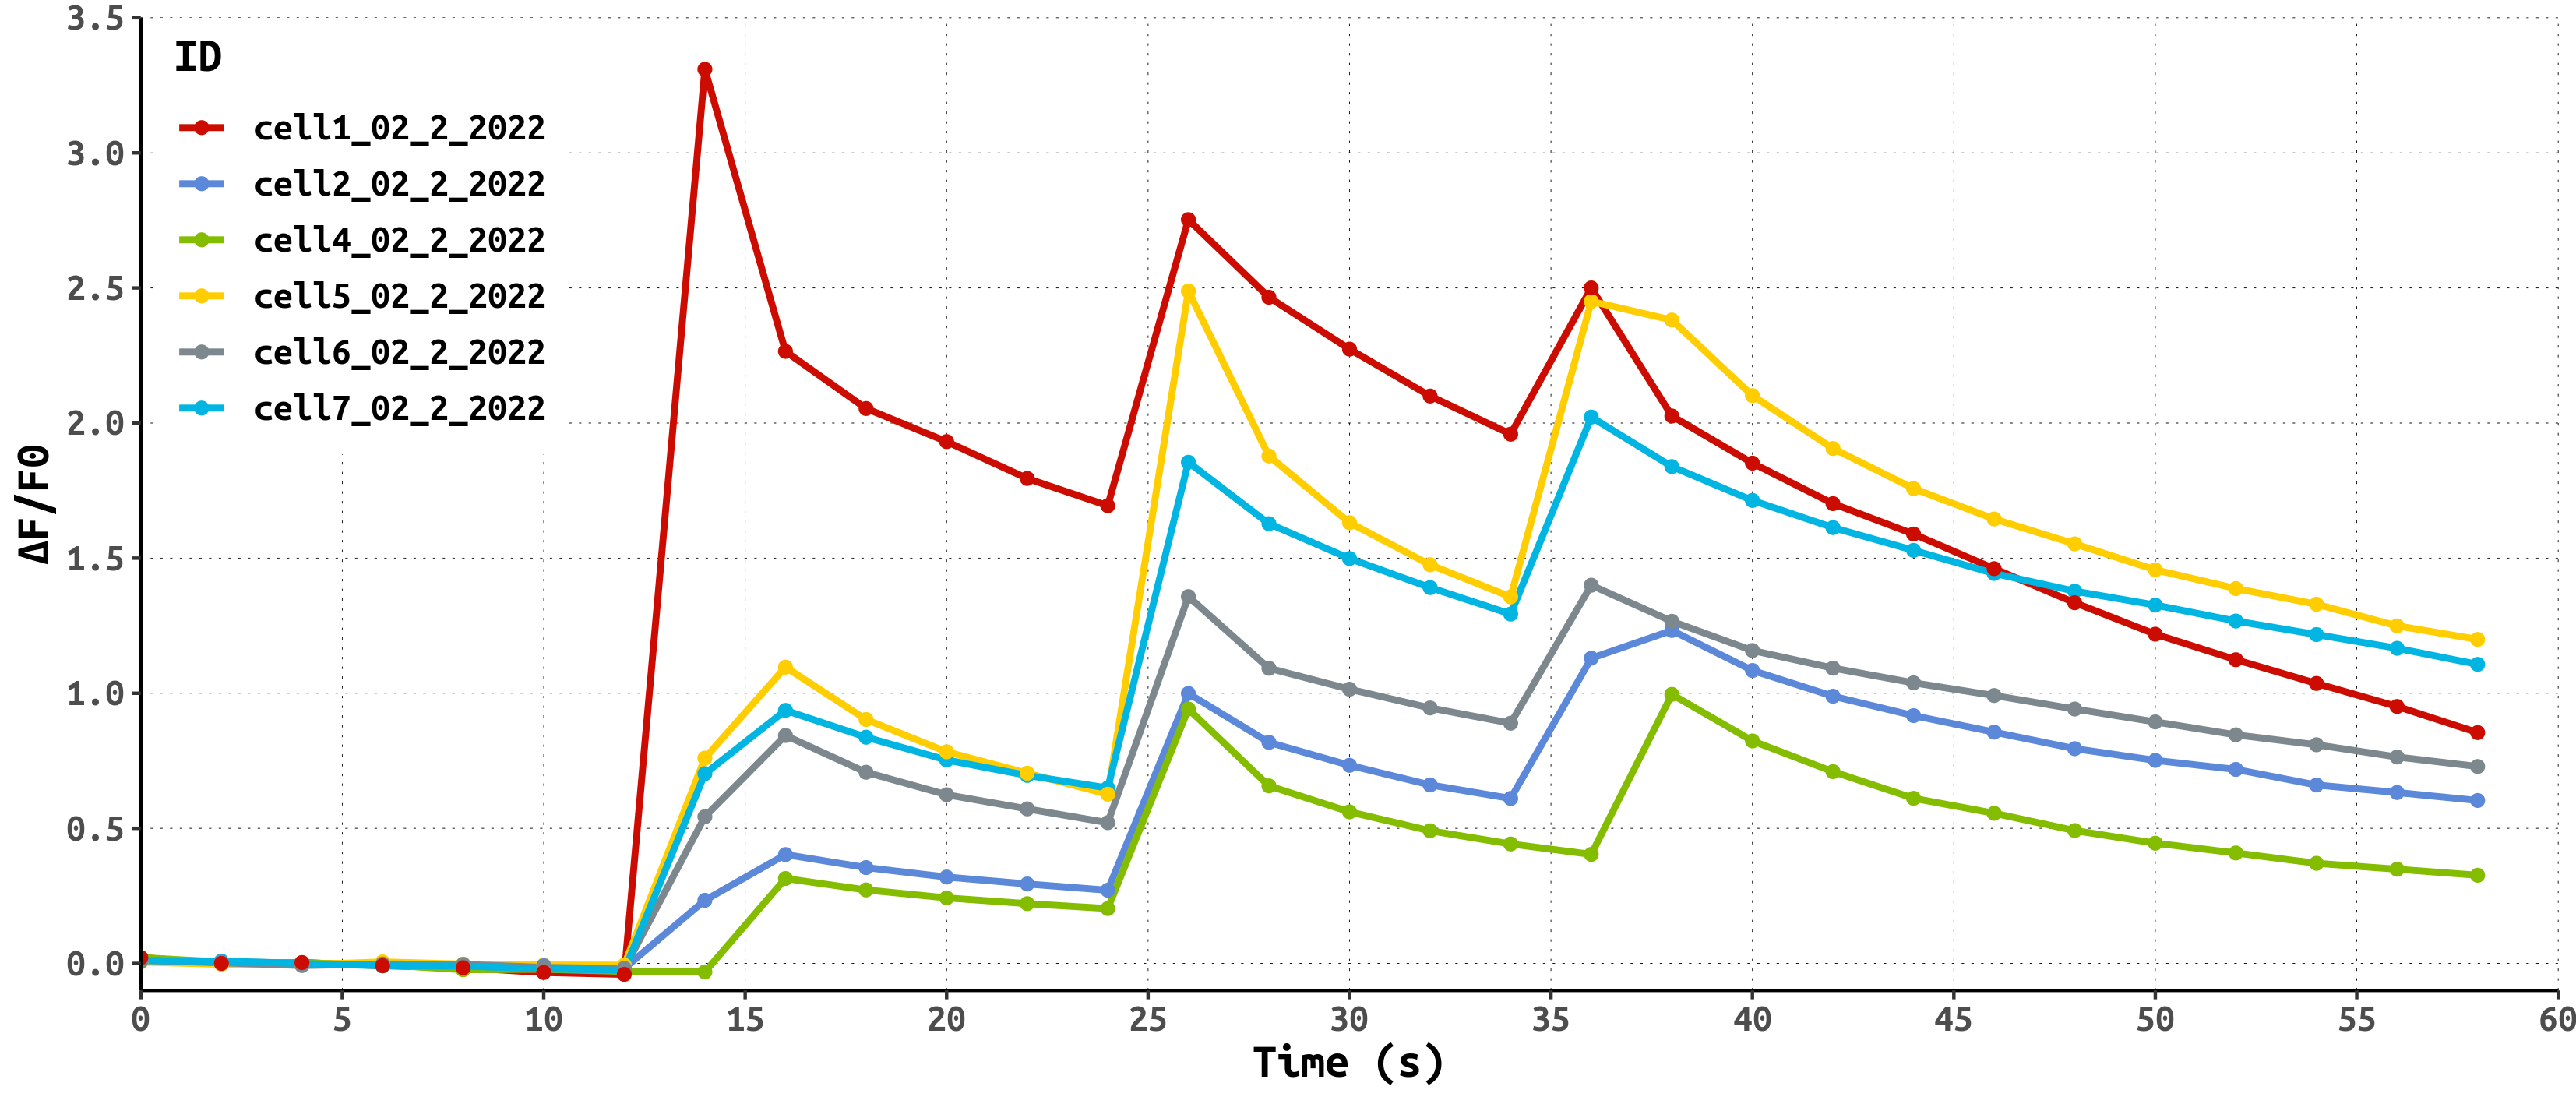 ID
cell1_02_2_2022
cell2_02_2_2022
cell4_02_2_2022
cell5_02_2_2022
cell6_02_2_2022
cell7_02_2_2022
ΔF/F0
3.5
3.0
2.5
2.0
1.5
1.0
0.5
0.0
0 5 10 15 20 25 30 35 40 45 50 55 60
Time (s)